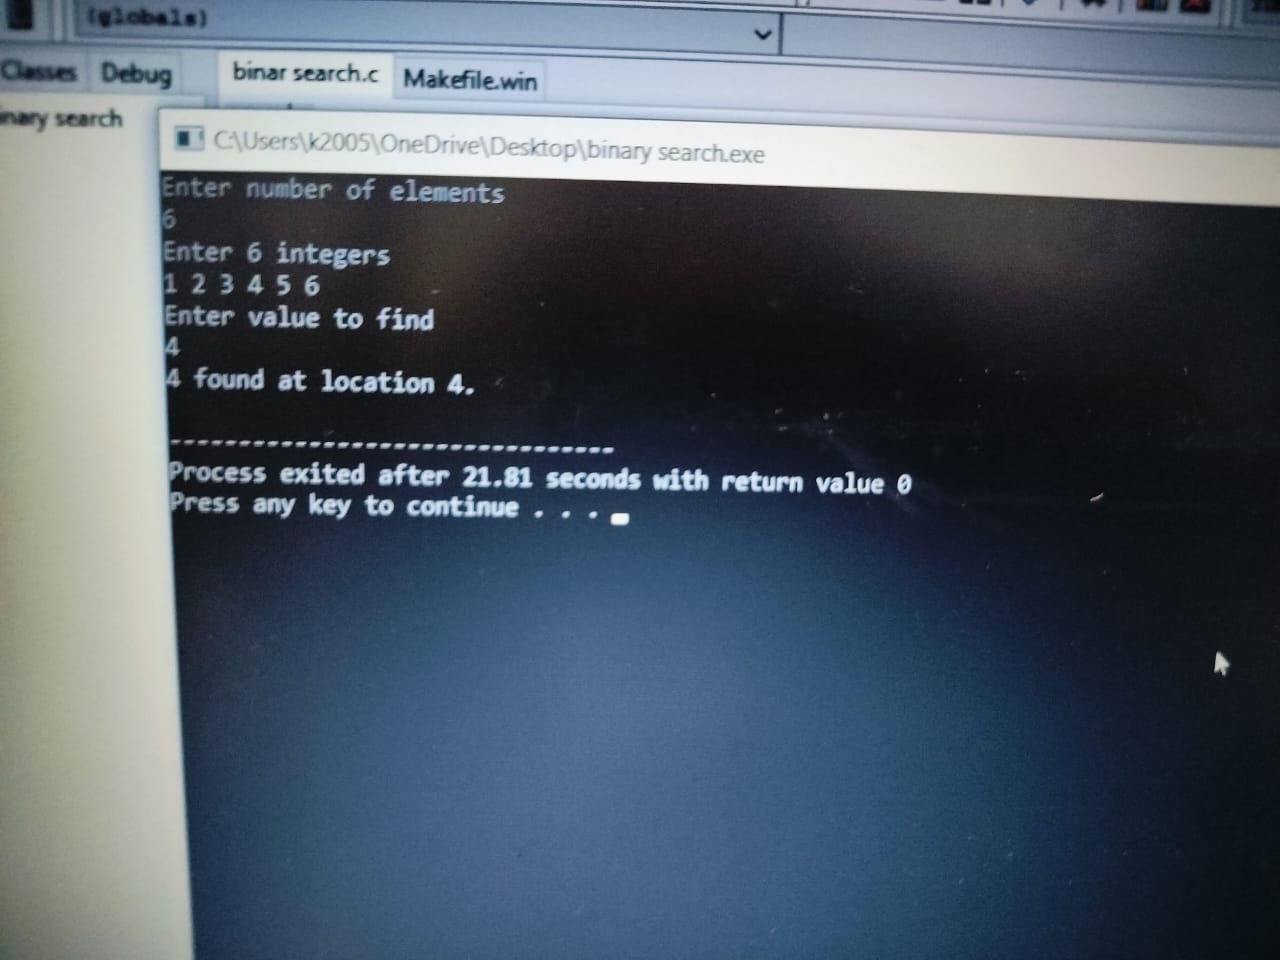 (globals)
Classes Debug binar search.c Makefile.win
inary search
C:\Users\k2005\OneDrive\Desktop\binary search.exe
Enter number of elements
6
Enter 6 integers
1 2 3 4 5 6
Enter value to find
4
4 found at location 4.
--------------------------------
Process exited after 21.81 seconds with return value 0
Press any key to continue . . .